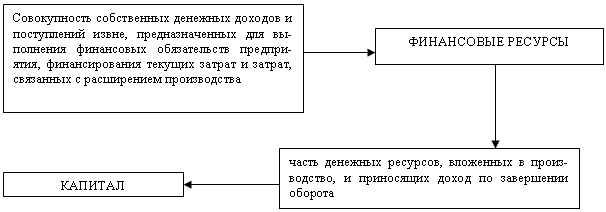 Совокупность собственных денежных доходов и
поступлений извне, предназначенных для вы-
полнения финансовых обязательств предпри-
ятия, финансирования текущих затрат и затрат,
связанных с расширением производства
ФИНАНСОВЫЕ РЕСУРСЫ
часть денежных ресурсов, вложенных в произ-
водство, и приносящих доход по завершении
оборота
КАПИТАЛ